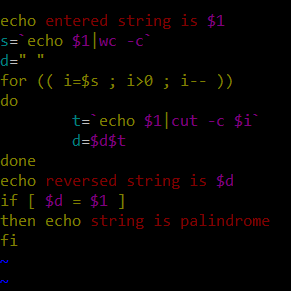 echo entered string is $1
s=`echo $1|wc -c`
d=" "
for (( i=$s ; i>0 ; i-- ))
do
        t=`echo $1|cut -c $i`
        d=$d$t
done
echo reversed string is $d
if [ $d = $1 ]
then echo string is palindrome
fi
~
~